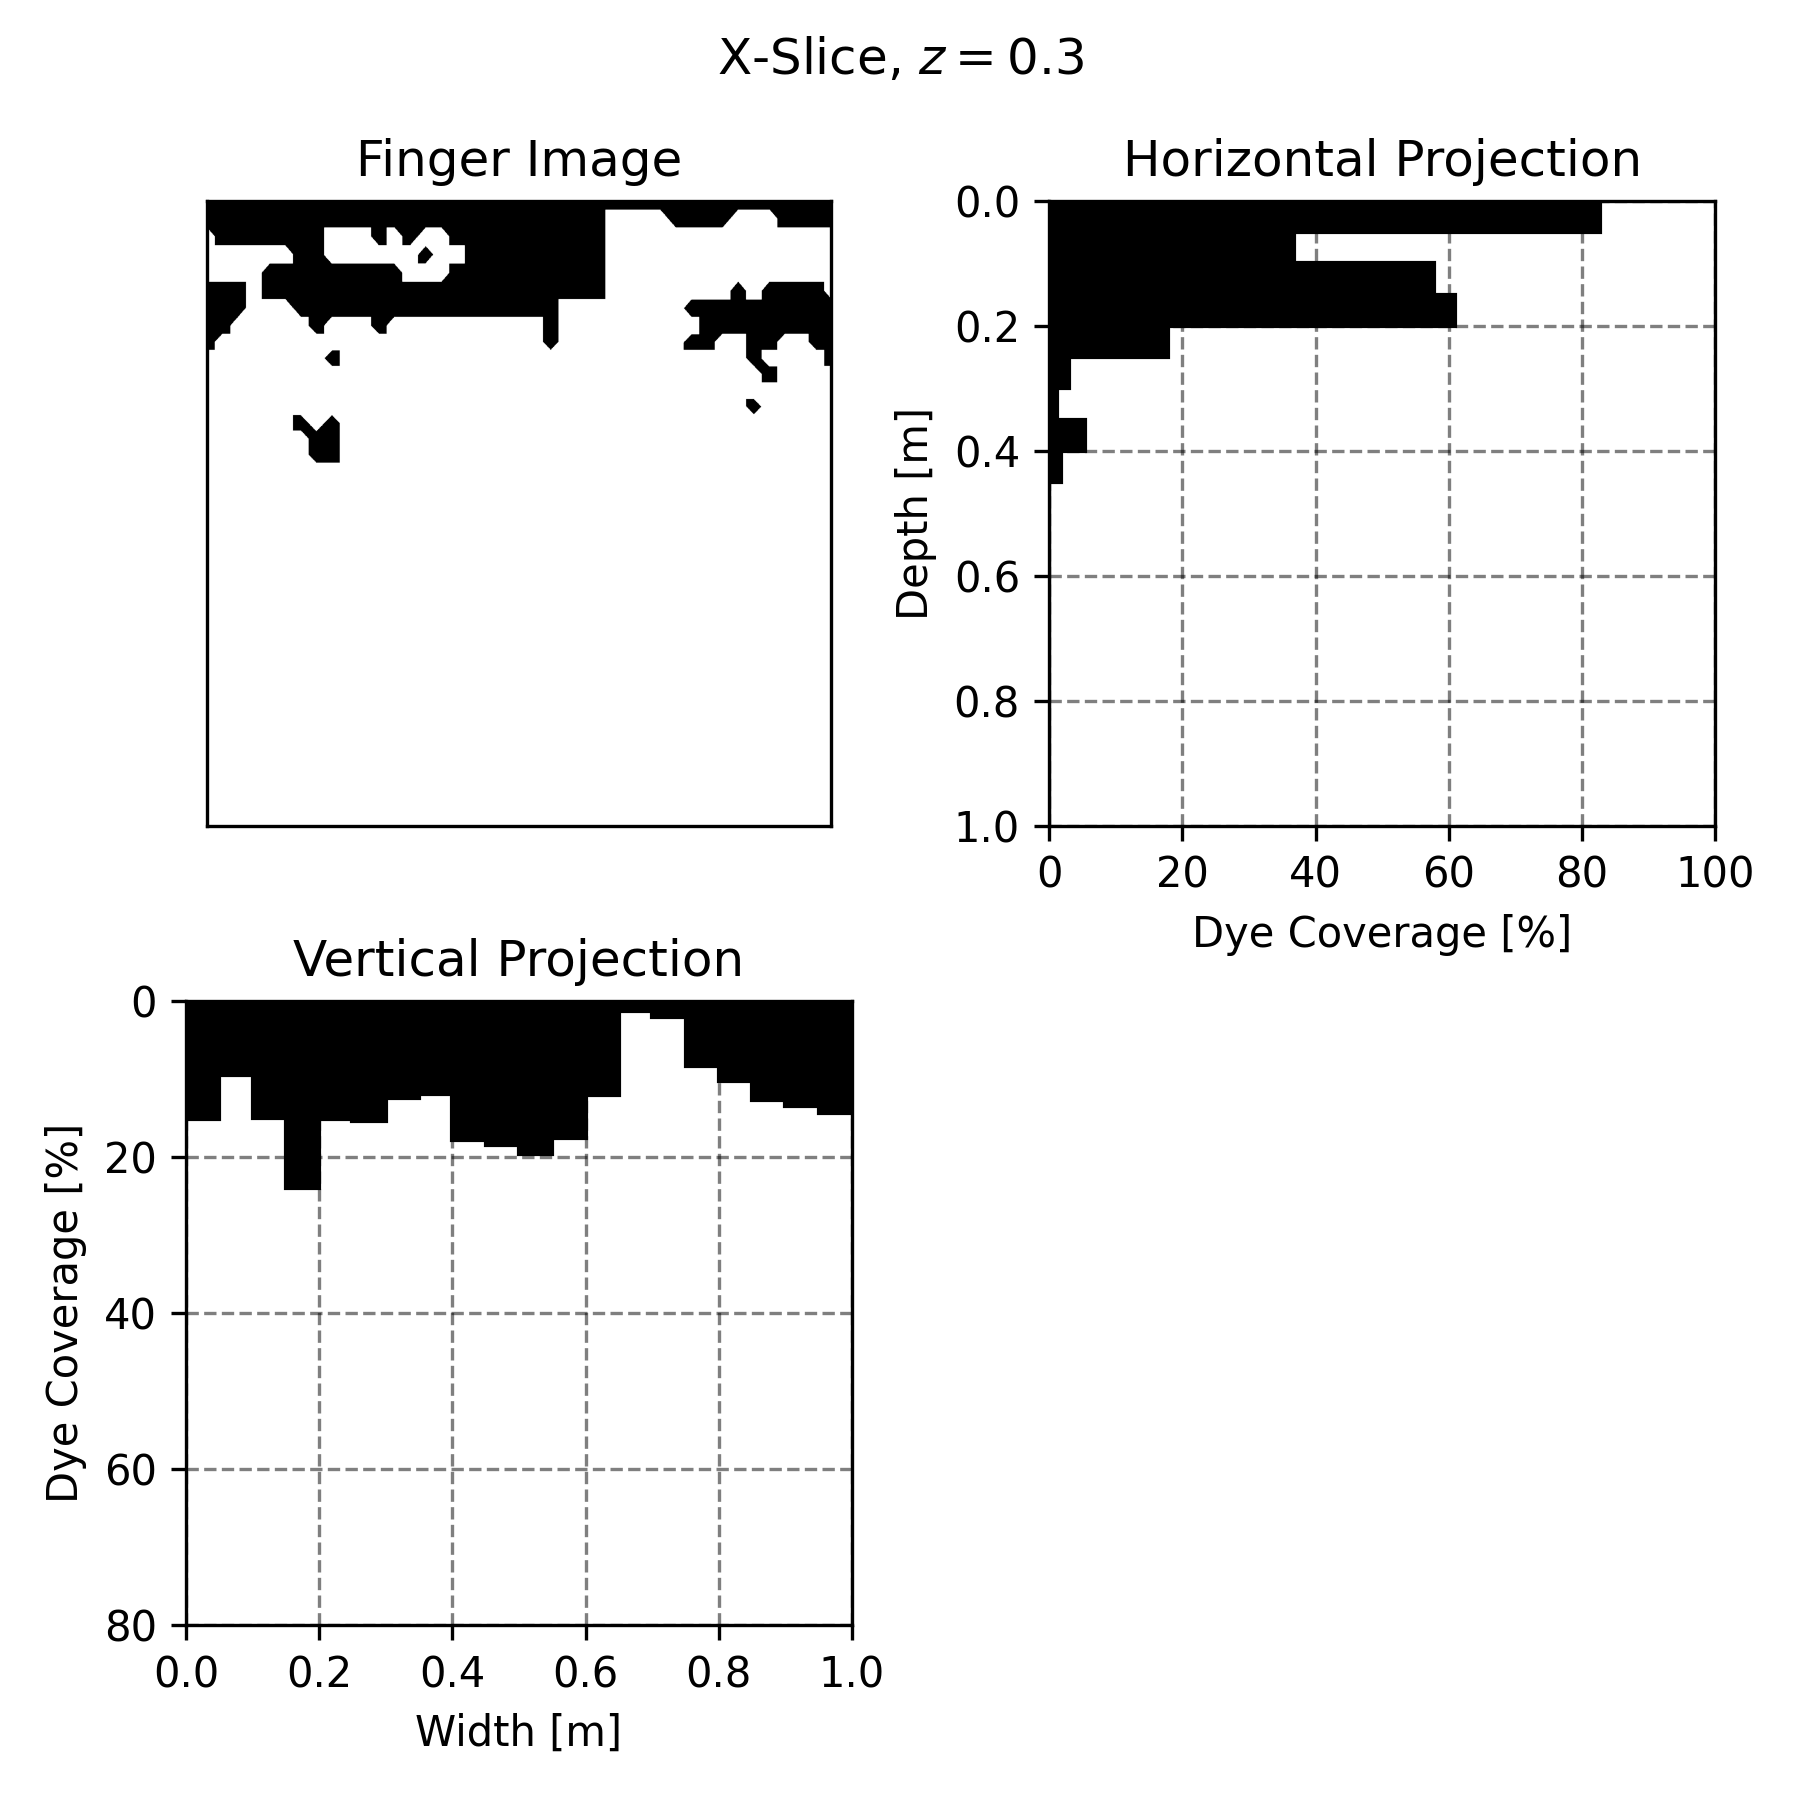 X-Slice, z = 0.3
Finger Image
Horizontal Projection
0.0
0.2
0.4
0.6
0.8
1.0
Depth [m]
0 20 40 60 80 100
Dye Coverage [%]
Vertical Projection
0
20
40
60
80
Dye Coverage [%]
0.0 0.2 0.4 0.6 0.8 1.0
Width [m]